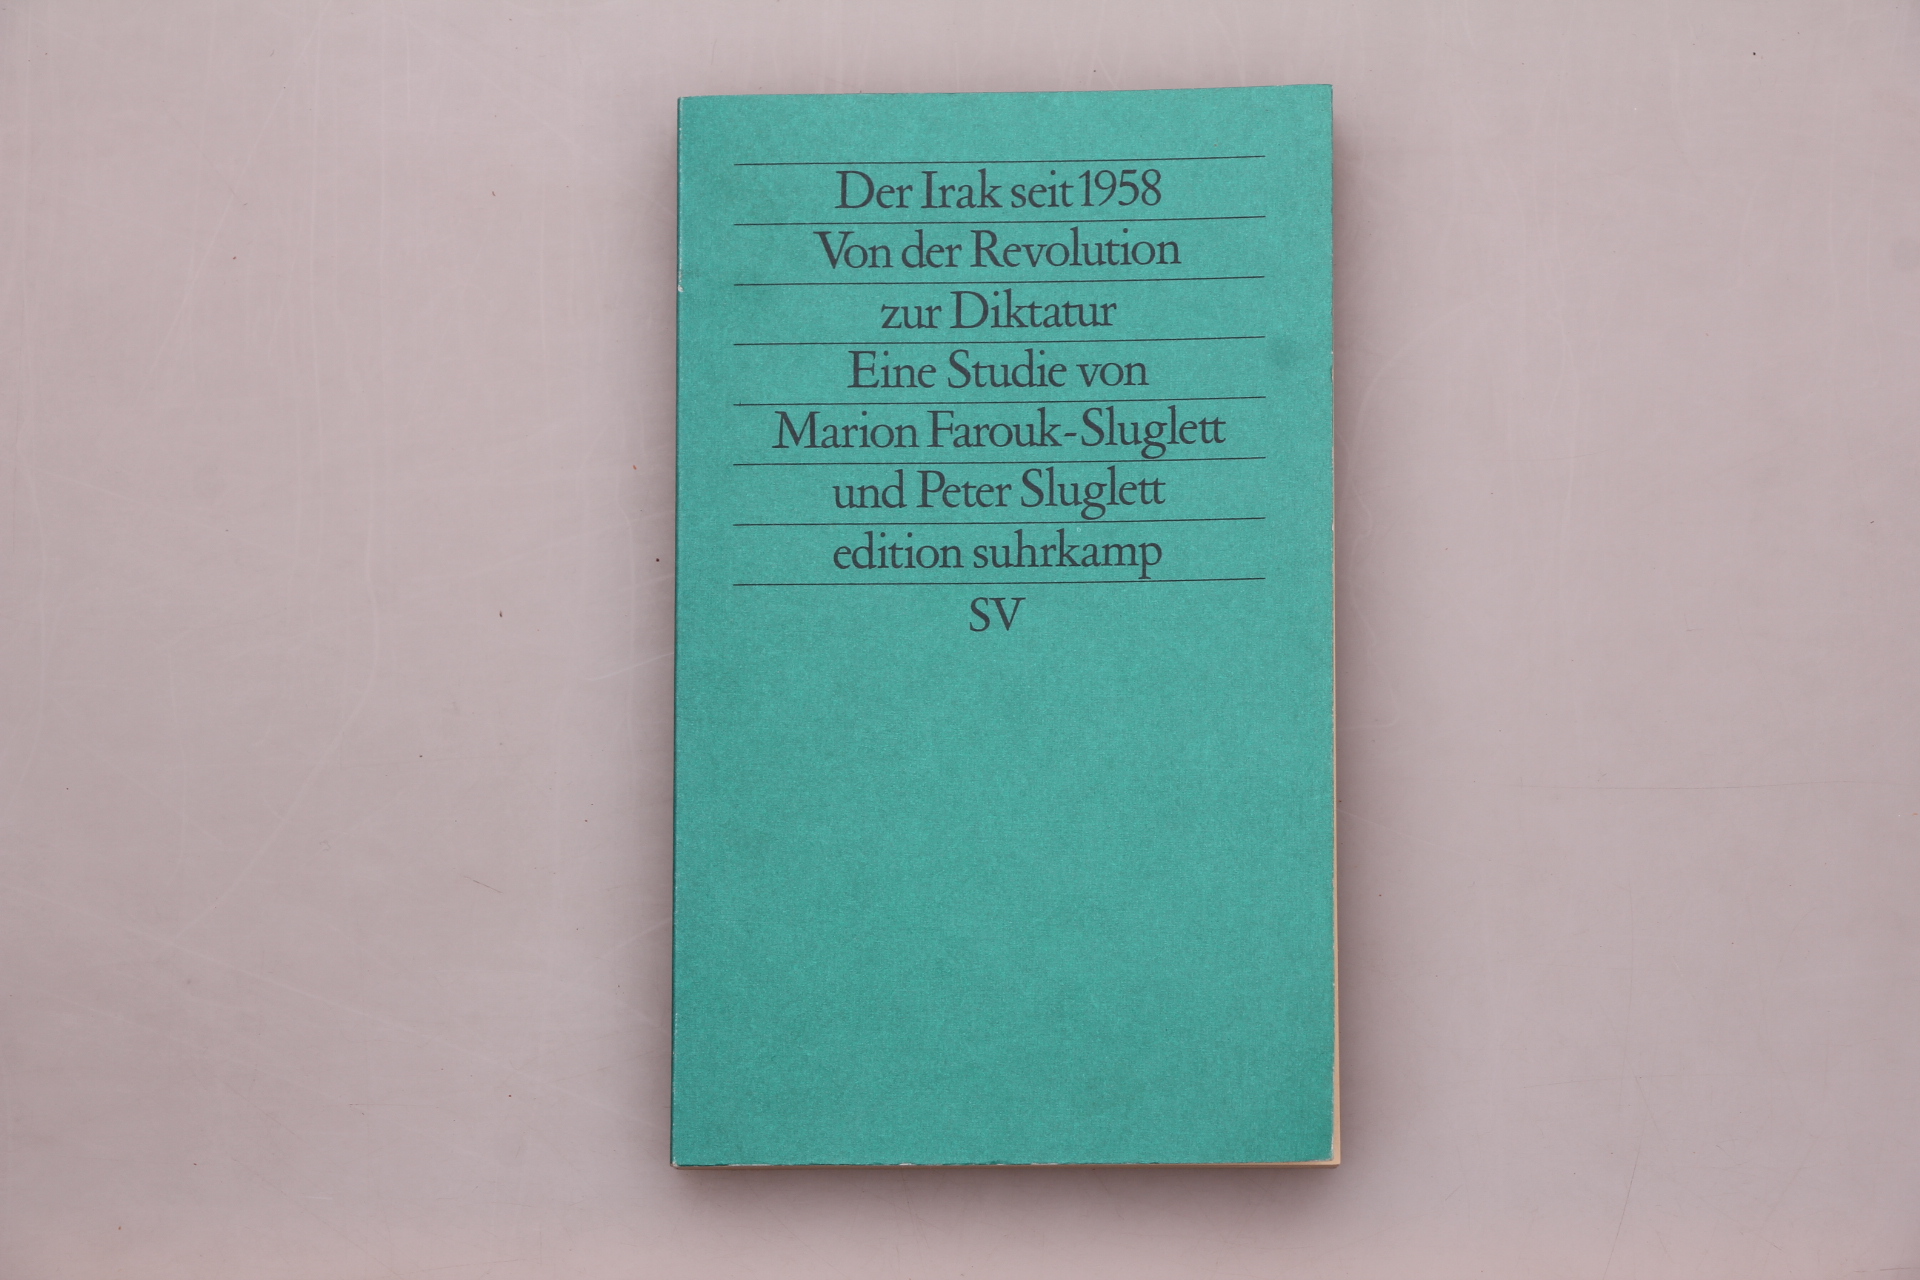 Der Irak seit 1958
Von der Revolution
zur Diktatur
Eine Studie von
Marion Farouk-Sluglett
und Peter Sluglett
edition suhrkamp
SV